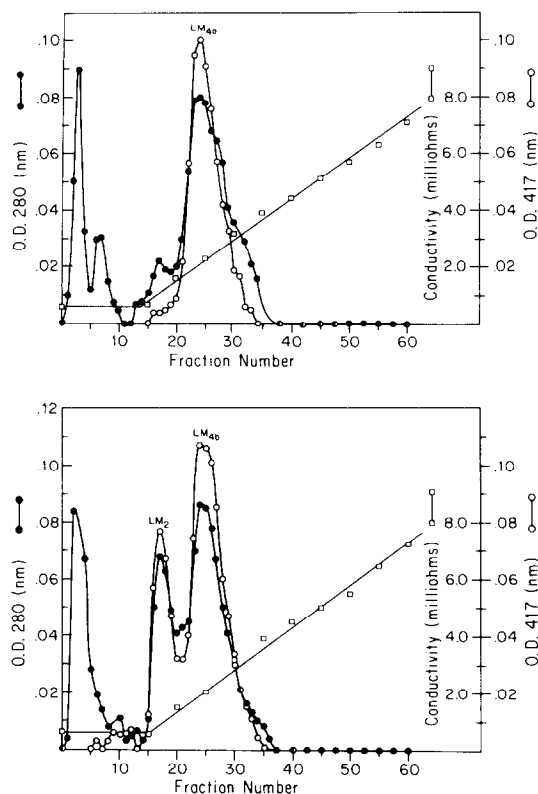 LM4a
.10
.08
.06
.04
.02
O.D. 280 (nm)
8.0
6.0
4.0
2.0
Conductivity (milliohms)
.10
.08
.06
.04
.02
O.D. 417 (nm)
10 20 30 40 50 60
Fraction Number
LM2
LM4b
0.12
.10
.08
.06
.04
.02
O.D. 280 (nm)
8.0
6.0
4.0
2.0
Conductivity (milliohms)
.10
.08
.06
.04
.02
O.D. 417 (nm)
10 20 30 40 50 60
Fraction Number